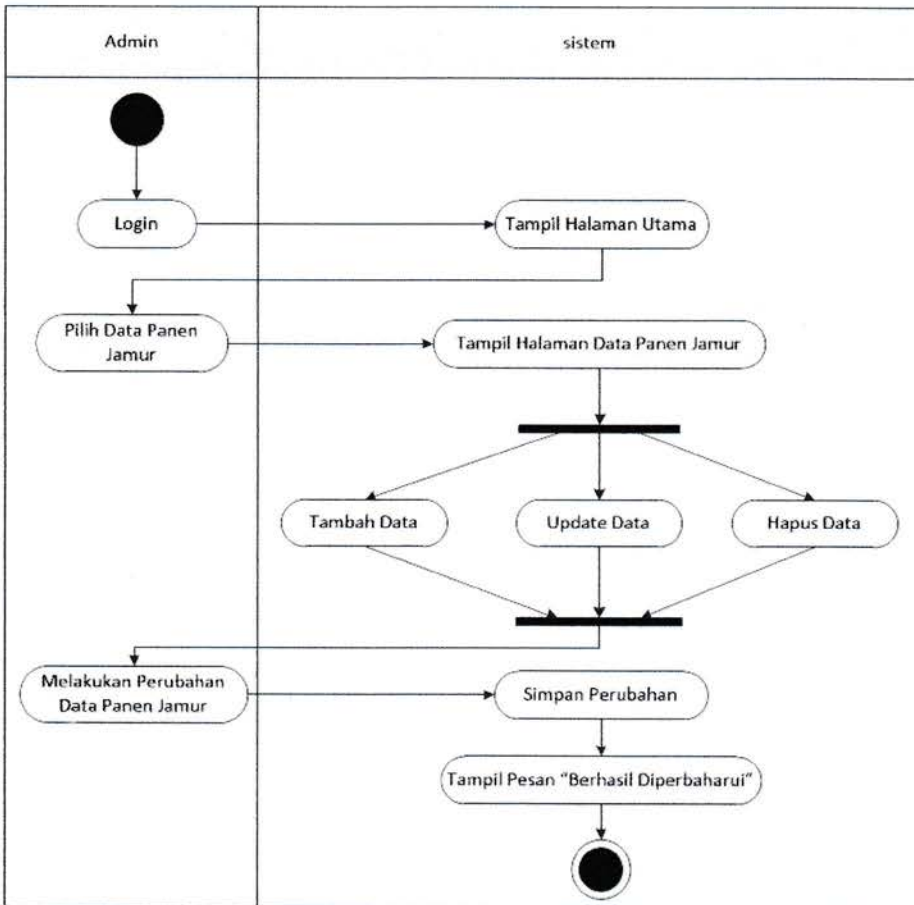 Admin
sistem
Login
Tampil Halaman Utama
Pilih Data Panen
Jamur
Tampil Halaman Data Panen Jamur
Tambah Data
Update Data
Hapus Data
Melakukan Perubahan
Data Panen Jamur
Simpan Perubahan
Tampil Pesan “Berhasil Diperbaharui”